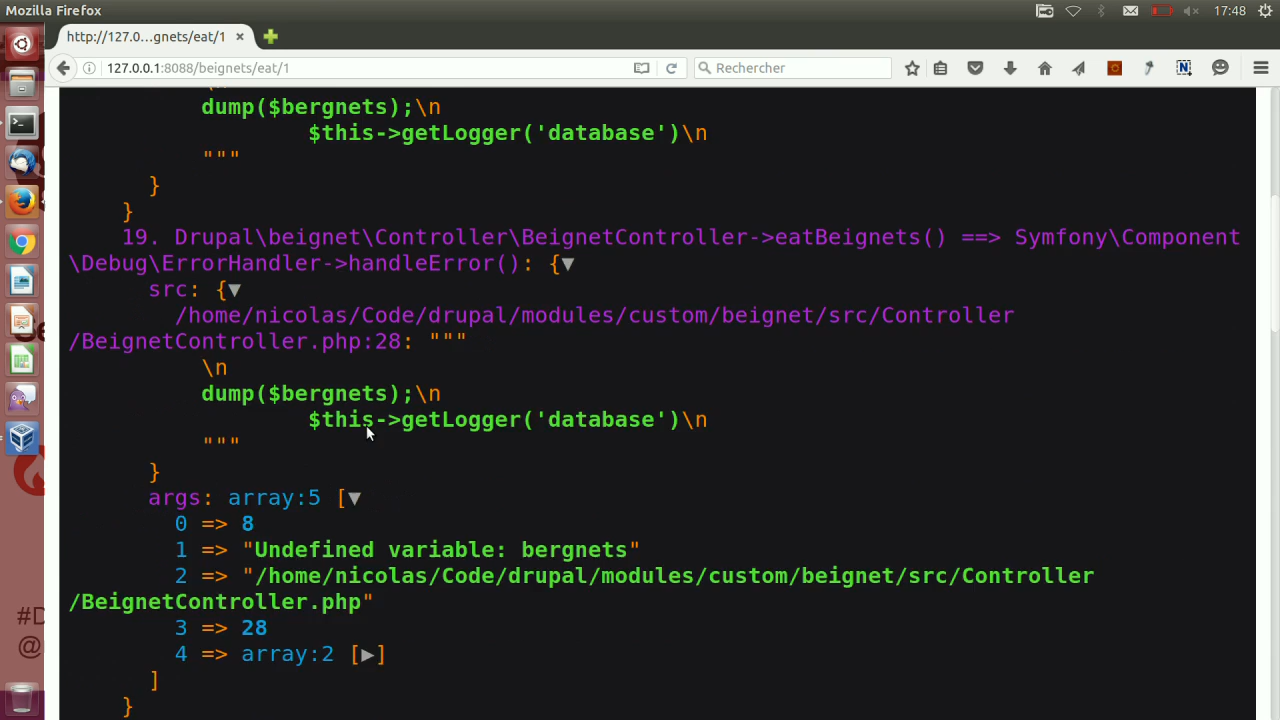 Mozilla Firefox
17:48
http://127.0...gnets/eat/1
127.0.0.1:8088/beignets/eat/1
Rechercher
dump($bergnets);\n
$this->getLogger('database')\n
"""
}
}
19. Drupal\beignet\Controller\BeignetController->eatBeignets() ==> Symfony\Component
\Debug\ErrorHandler->handleError(): {▼
src: {▼
/home/nicolas/Code/drupal/modules/custom/beignet/src/Controller
/BeignetController.php:28: """
\n
dump($bergnets);\n
$this->getLogger('database')\n
"""
}
args: array:5 [▼
0 => 8
1 => "Undefined variable: bergnets"
2 => "/home/nicolas/Code/drupal/modules/custom/beignet/src/Controller
/BeignetController.php"
3 => 28
4 => array:2 [▶]
]
}
#D
@